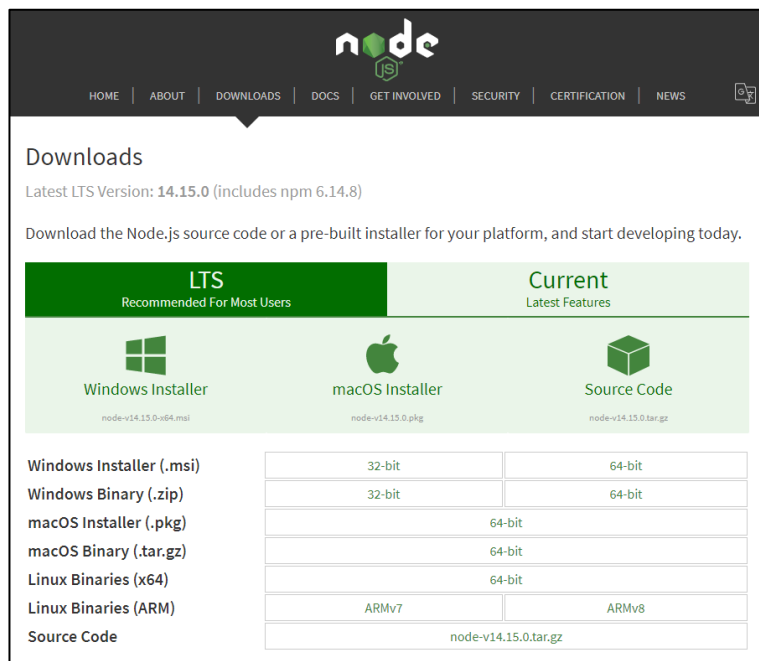 node
JS
HOME | ABOUT | DOWNLOADS | DOCS | GET INVOLVED | SECURITY | CERTIFICATION | NEWS
Downloads
Latest LTS Version: 14.15.0 (includes npm 6.14.8)
Download the Node.js source code or a pre-built installer for your platform, and start developing today.
LTS Current
Recommended For Most Users Latest Features
Windows Installer macOS Installer Source Code
node-v14.15.0-x64.msi node-v14.15.0.pkg node-v14.15.0.tar.gz
Windows Installer (.msi) 32-bit 64-bit
Windows Binary (.zip) 32-bit 64-bit
macOS Installer (.pkg) 64-bit
macOS Binary (.tar.gz) 64-bit
Linux Binaries (x64) 64-bit
Linux Binaries (ARM) ARMv7 ARMv8
Source Code node-v14.15.0.tar.gz